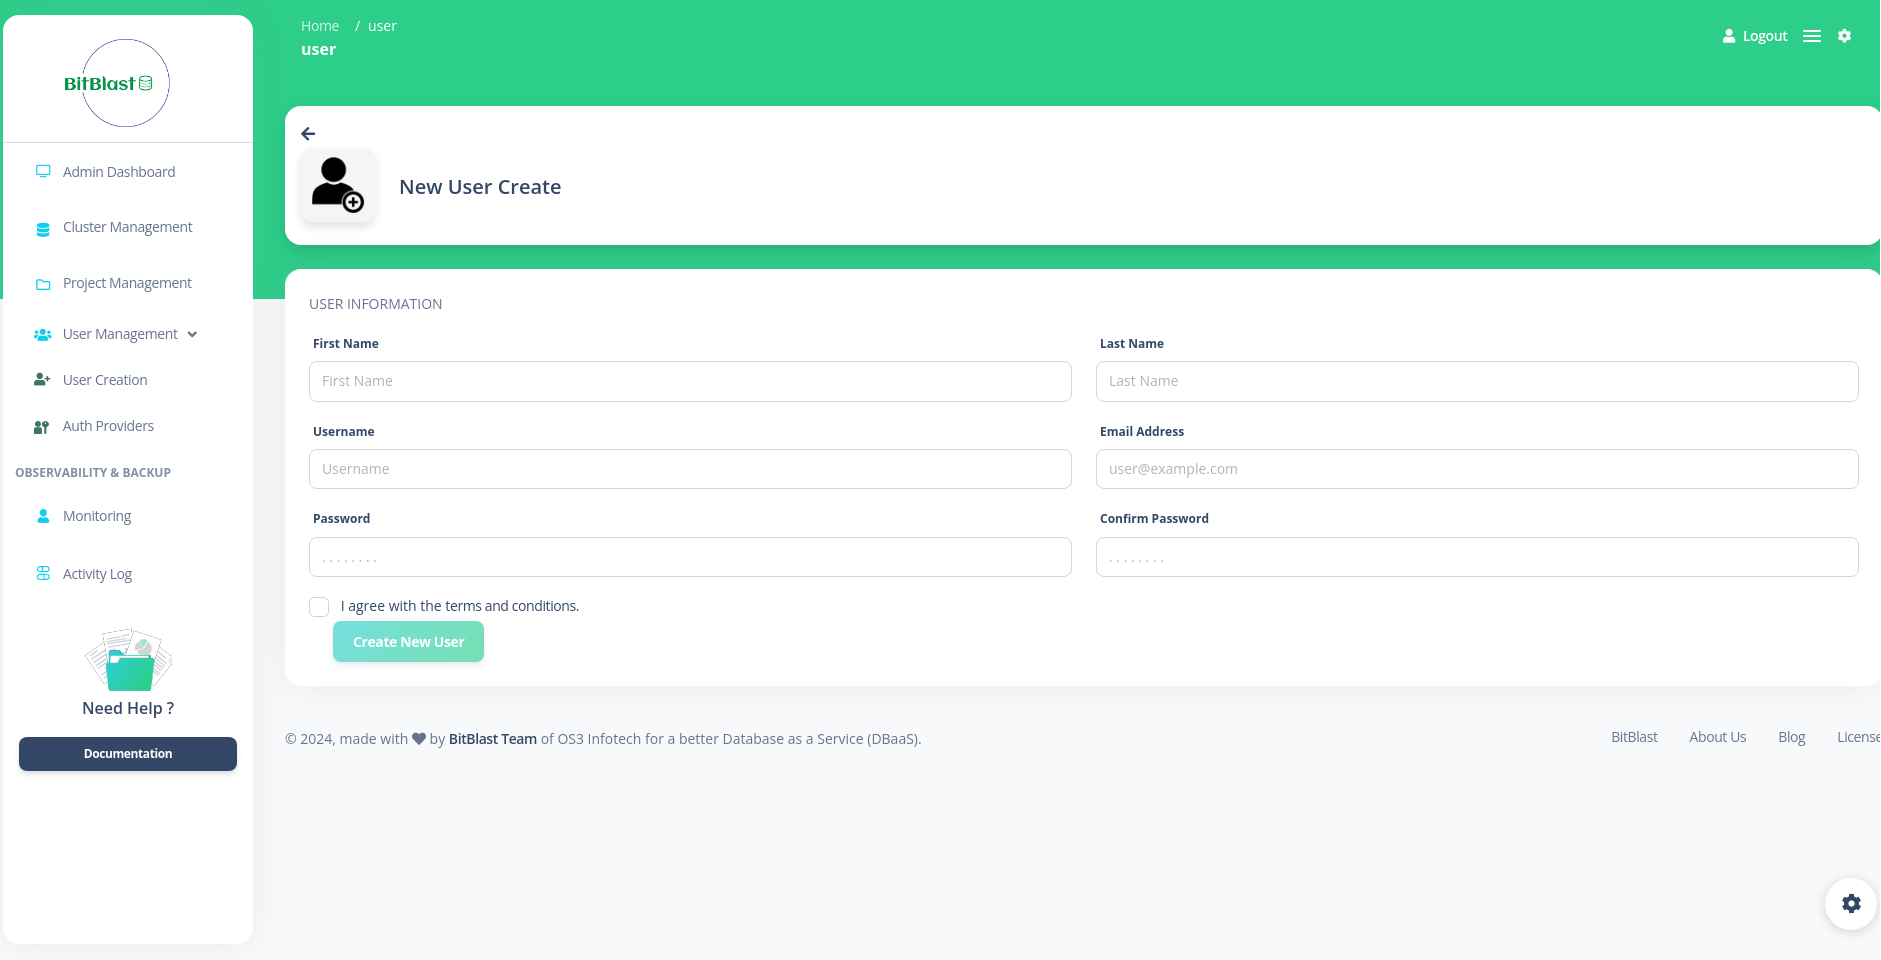 BitBlast
Admin Dashboard
Cluster Management
Project Management
User Management
User Creation
Auth Providers
OBSERVABILITY & BACKUP
Monitoring
Activity Log
Need Help ?
Documentation
Home / user
user
Logout
New User Create
USER INFORMATION
First Name
First Name
Last Name
Last Name
Username
Username
Email Address
user@example.com
Password
. . . . . . . .
Confirm Password
. . . . . . . .
I agree with the terms and conditions.
Create New User
© 2024, made with by BitBlast Team of OS3 Infotech for a better Database as a Service (DBaaS).
BitBlast About Us Blog License